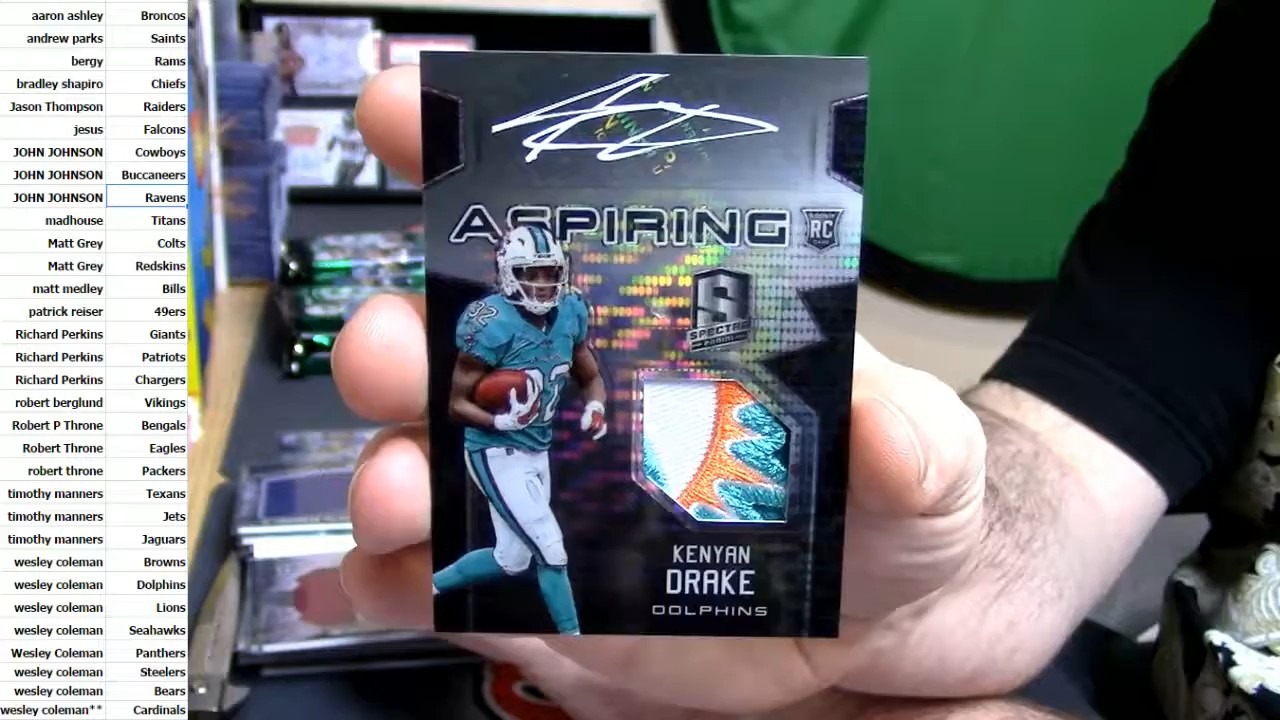 aaron ashley Broncos
andrew parks Saints
bergy Rams
bradley shapiro Chiefs
Jason Thompson Raiders
jesus Falcons
JOHN JOHNSON Cowboys
JOHN JOHNSON Buccaneers
JOHN JOHNSON Ravens
madhouse Titans
Matt Grey Colts
Matt Grey Redskins
matt medley Bills
patrick reiser 49ers
Richard Perkins Giants
Richard Perkins Patriots
Richard Perkins Chargers
robert berglund Vikings
Robert P Throne Bengals
Robert Throne Eagles
robert throne Packers
timothy manners Texans
timothy manners Jets
timothy manners Jaguars
wesley coleman Browns
wesley coleman Dolphins
wesley coleman Lions
wesley coleman Seahawks
Wesley Coleman Panthers
wesley coleman Steelers
wesley coleman Bears
wesley coleman** Cardinals
ASPIRING
RC
S
SPECTRA
PANINI
32
32
KENYAN
DRAKE
DOLPHINS